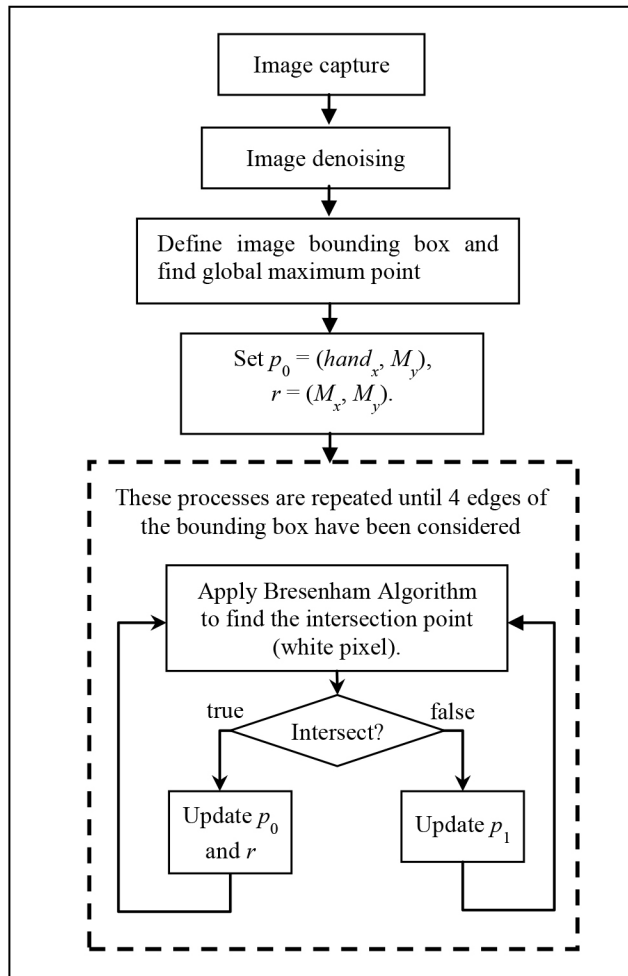 Image capture
Image denoising
Define image bounding box and
find global maximum point
Set p₀ = (handₓ, M_y),
r = (Mₓ, M_y).
These processes are repeated until 4 edges of
the bounding box have been considered
Apply Bresenham Algorithm
to find the intersection point
(white pixel).
true
false
Intersect?
Update p₀
and r
Update p₁